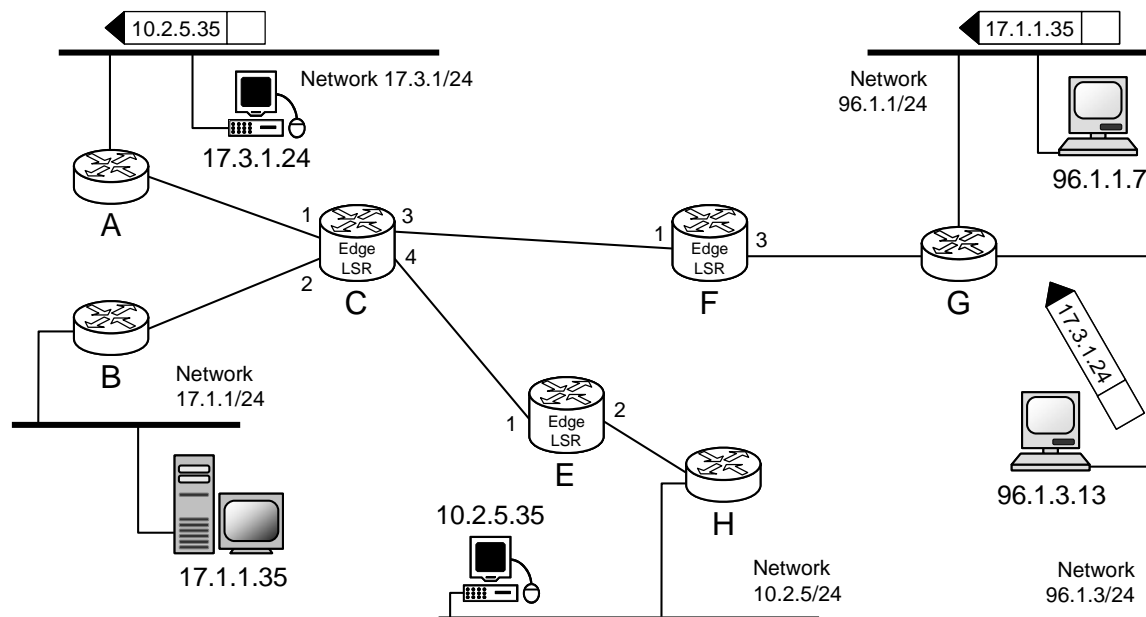 10.2.5.35
17.1.1.35
Network 17.3.1/24
Network
96.1.1/24
17.3.1.24
96.1.1.7
A
1
3
1
3
Edge
LSR
Edge
LSR
4
2
C
F
G
17.3.1.24
B
Network
17.1.1/24
1
2
Edge
LSR
E
96.1.3.13
10.2.5.35
H
17.1.1.35
Network
10.2.5/24
Network
96.1.3/24